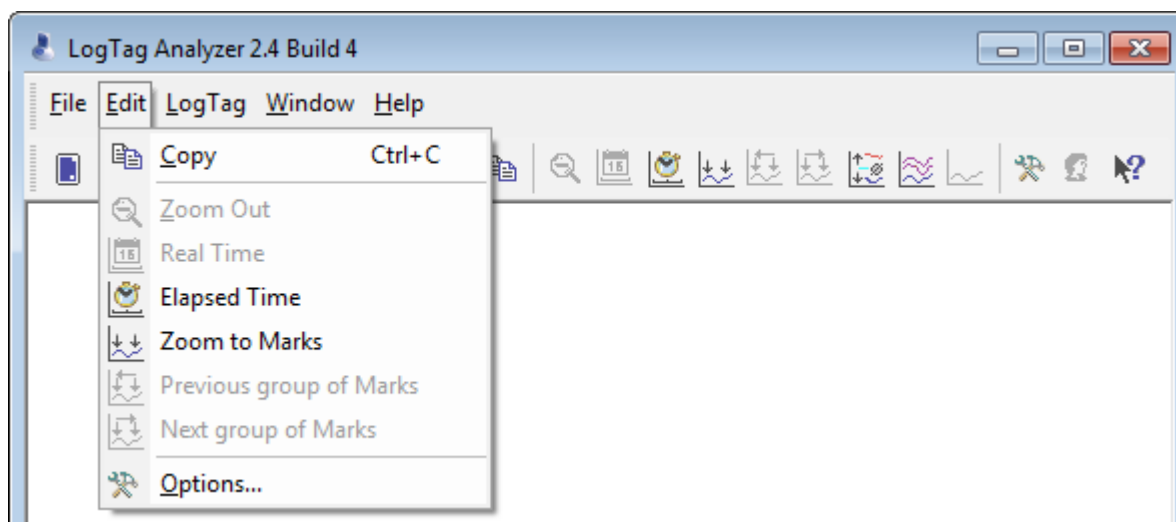 LogTag Analyzer 2.4 Build 4
File Edit LogTag Window Help
Copy Ctrl+C
Zoom Out
Real Time
Elapsed Time
Zoom to Marks
Previous group of Marks
Next group of Marks
Options...